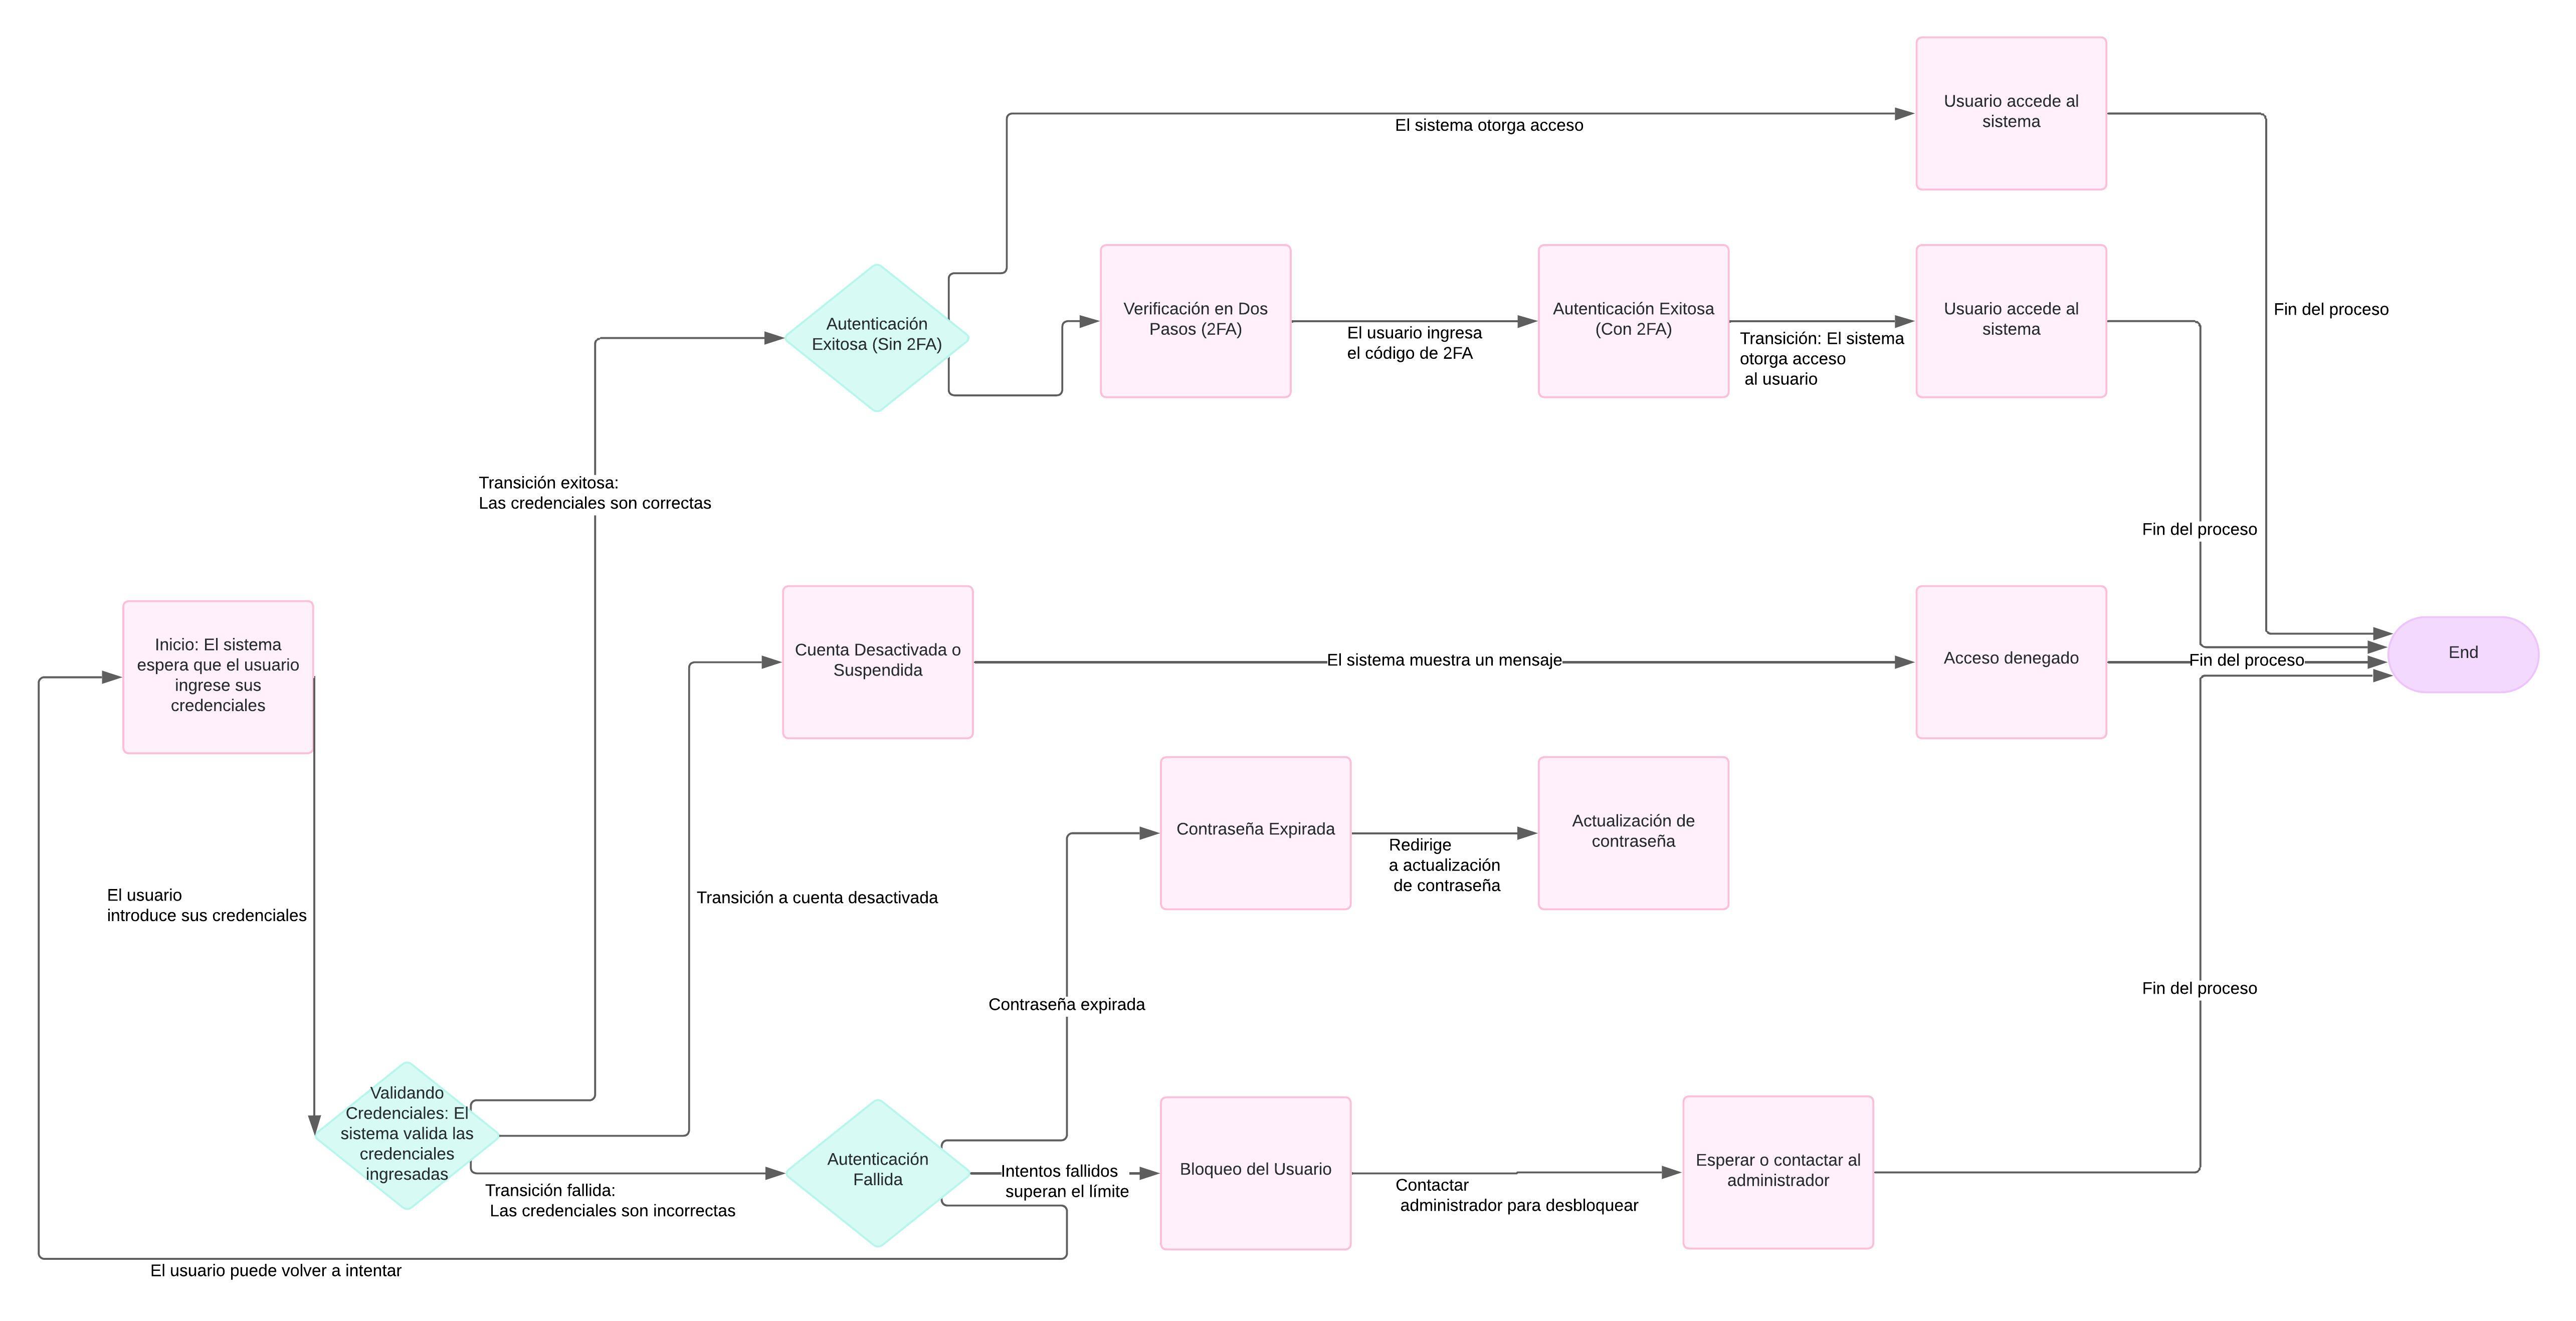 Usuario accede al
sistema
El sistema otorga acceso
Autenticación
Exitosa (Sin 2FA)
Verificación en Dos
Pasos (2FA)
El usuario ingresa
el código de 2FA
Autenticación Exitosa
(Con 2FA)
Transición: El sistema
otorga acceso
al usuario
Usuario accede al
sistema
Fin del proceso
Transición exitosa:
Las credenciales son correctas
Fin del proceso
Inicio: El sistema
espera que el usuario
ingrese sus
credenciales
Cuenta Desactivada o
Suspendida
El sistema muestra un mensaje
Acceso denegado
Fin del proceso
End
Contraseña Expirada
Redirige
a actualización
de contraseña
Actualización de
contraseña
El usuario
introduce sus credenciales
Transición a cuenta desactivada
Contraseña expirada
Fin del proceso
Validando
Credenciales: El
sistema valida las
credenciales
ingresadas
Transición fallida:
Las credenciales son incorrectas
Autenticación
Fallida
Intentos fallidos
superan el límite
Bloqueo del Usuario
Contactar
administrador para desbloquear
Esperar o contactar al
administrador
El usuario puede volver a intentar